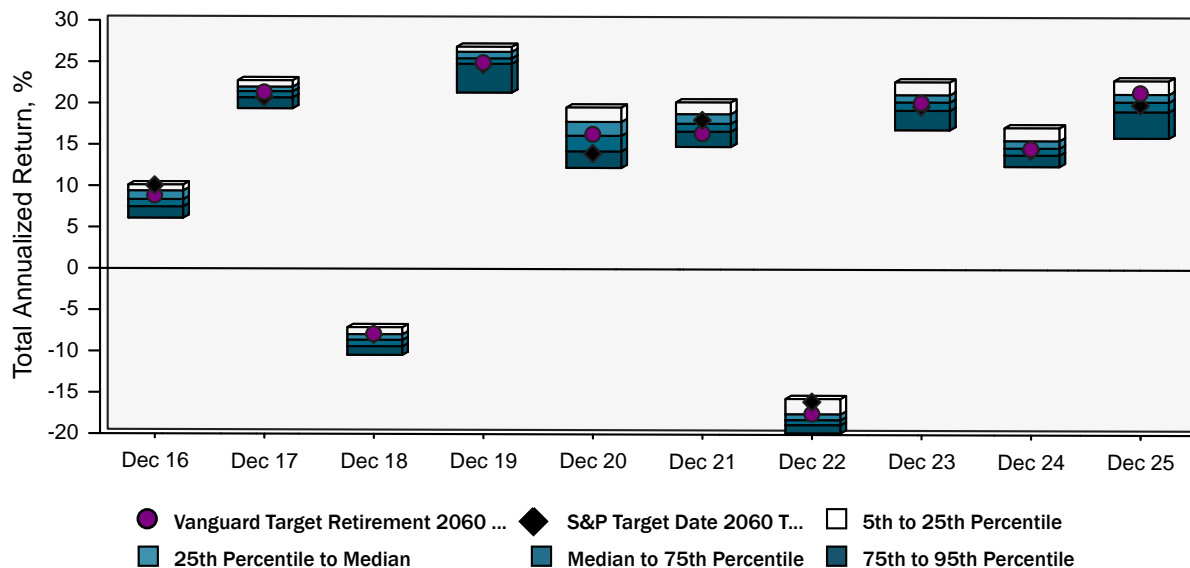 Total Annualized Return, %
30
25
20
15
10
5
0
-5
-10
-15
-20
Dec 16 Dec 17 Dec 18 Dec 19 Dec 20 Dec 21 Dec 22 Dec 23 Dec 24 Dec 25
Vanguard Target Retirement 2060 ... S&P Target Date 2060 T... 5th to 25th Percentile
25th Percentile to Median Median to 75th Percentile 75th to 95th Percentile